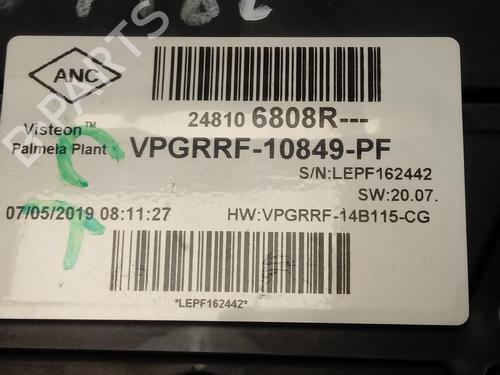 ANC
24810 6808R---
Visteon™
Palmela Plant
VPGRRF-10849-PF
S/N:LEPF162442
SW:20.07.
07/05/2019 08:11:27
HW:VPGRRF-14B115-CG
*LEPF162442*
B-PARTS